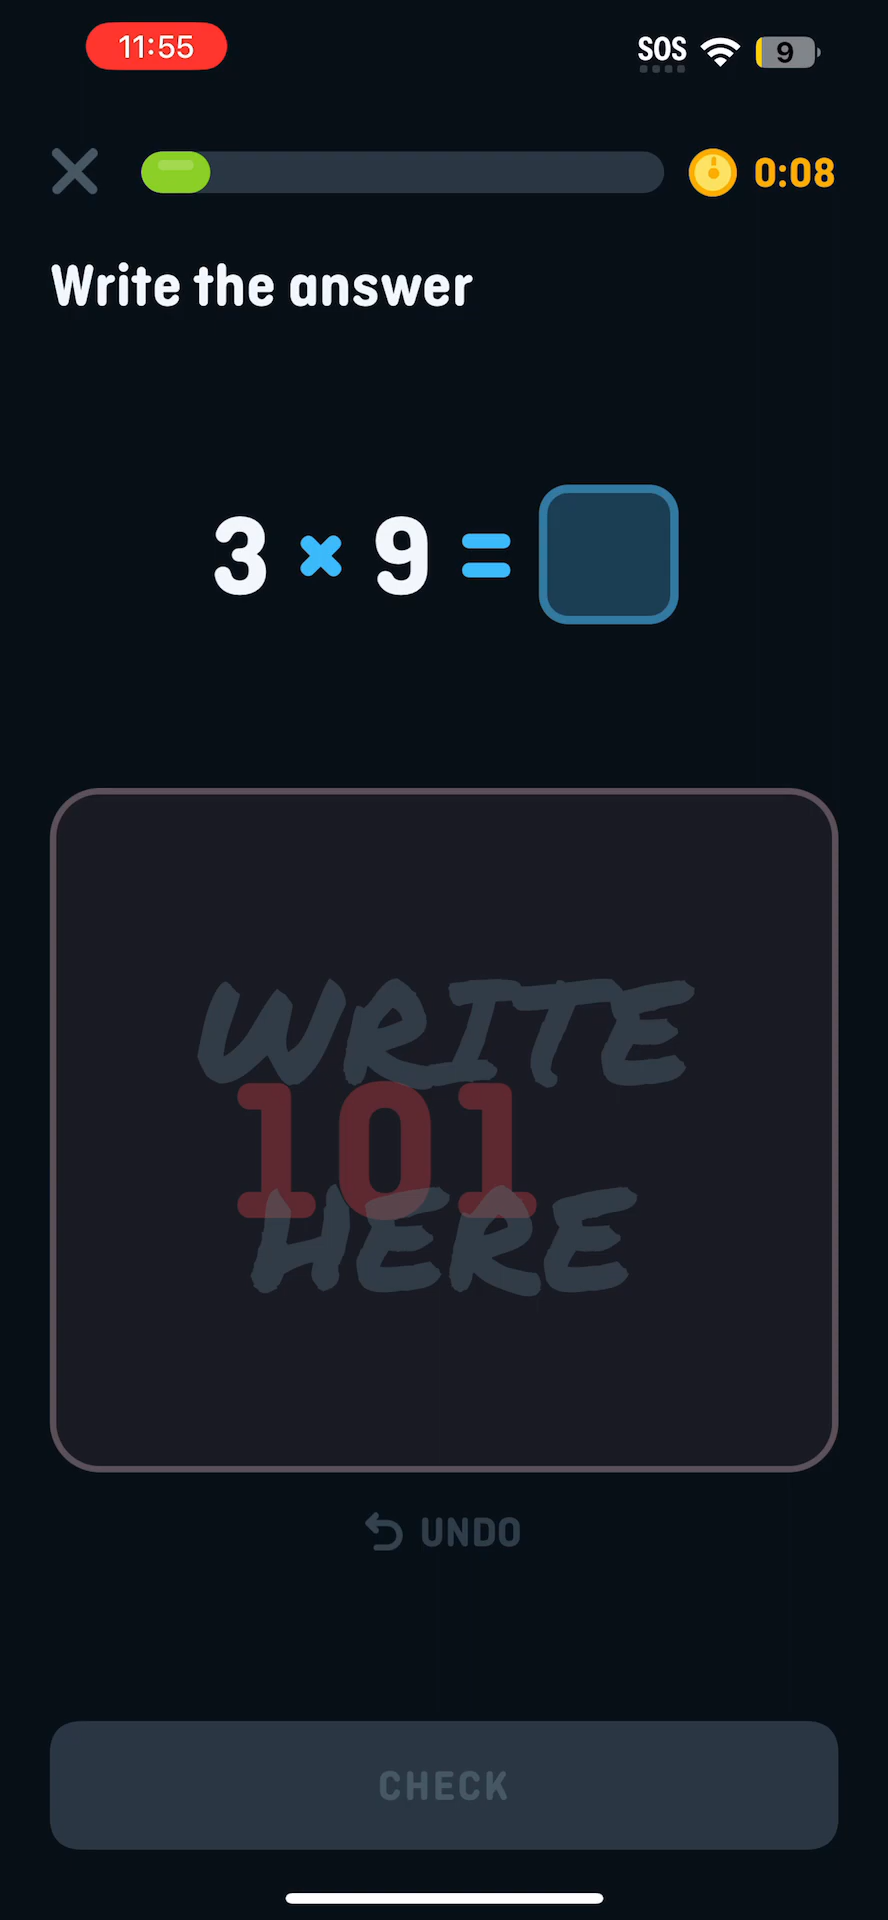 11:55 SOS 9
0:08
Write the answer
3 × 9 =
WRITE
101
HERE
UNDO
CHECK